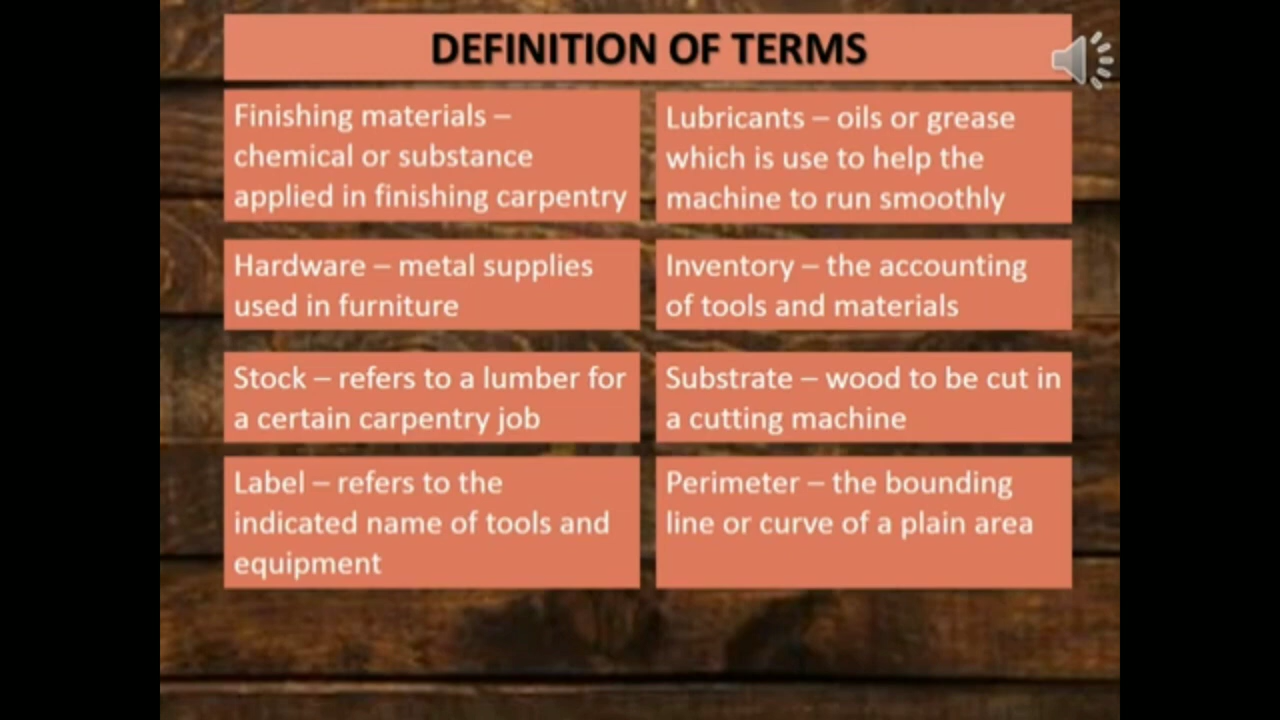 DEFINITION OF TERMS
Finishing materials –
chemical or substance
applied in finishing carpentry
Lubricants – oils or grease
which is use to help the
machine to run smoothly
Hardware – metal supplies
used in furniture
Inventory – the accounting
of tools and materials
Stock – refers to a lumber for
a certain carpentry job
Substrate – wood to be cut in
a cutting machine
Label – refers to the
indicated name of tools and
equipment
Perimeter – the bounding
line or curve of a plain area